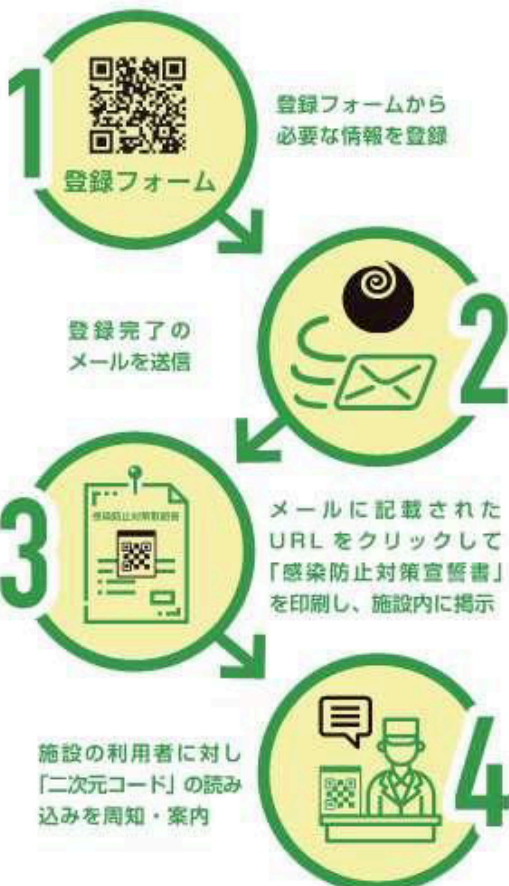 1
登録フォーム
登録フォームから
必要な情報を登録
2
登録完了の
メールを送信
3
メールに記載された
URLをクリックして
「感染防止対策宣誓書」
を印刷し、施設内に掲示
4
施設の利用者に対し
「二次元コード」の読み
込みを周知・案内